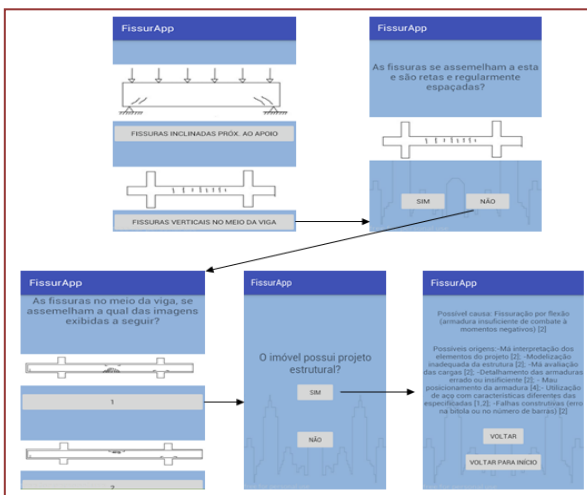 FissurApp
FISSURAS INCLINADAS PRÓX. AO APOIO
FISSURAS VERTICAIS NO MEIO DA VIGA
FissurApp
As fissuras se assemelham a esta
e são retas e regularmente
espaçadas?
SIM
NÃO
FissurApp
As fissuras no meio da viga, se
assemelham a qual das imagens
exibidas a seguir?
1
2
FissurApp
O imóvel possui projeto
estrutural?
SIM
NÃO
FissurApp
Possível causa: Fissuração por flexão
(armadura insuficiente de combate à
momentos negativos) [2]
Possíveis origens: -Má interpretação dos
elementos do projeto [2]; -Modelização
inadequada da estrutura [2]; -Má avaliação
das cargas [2]; -Detalhamento das armaduras
errado ou insuficiente [2]; - Mau
posicionamento da armadura [4];- Utilização
de aço com características diferentes das
especificadas [1,2]; -Falhas construtivas (erro
na bitola ou no número de barras) [2]
VOLTAR
VOLTAR PARA INÍCIO